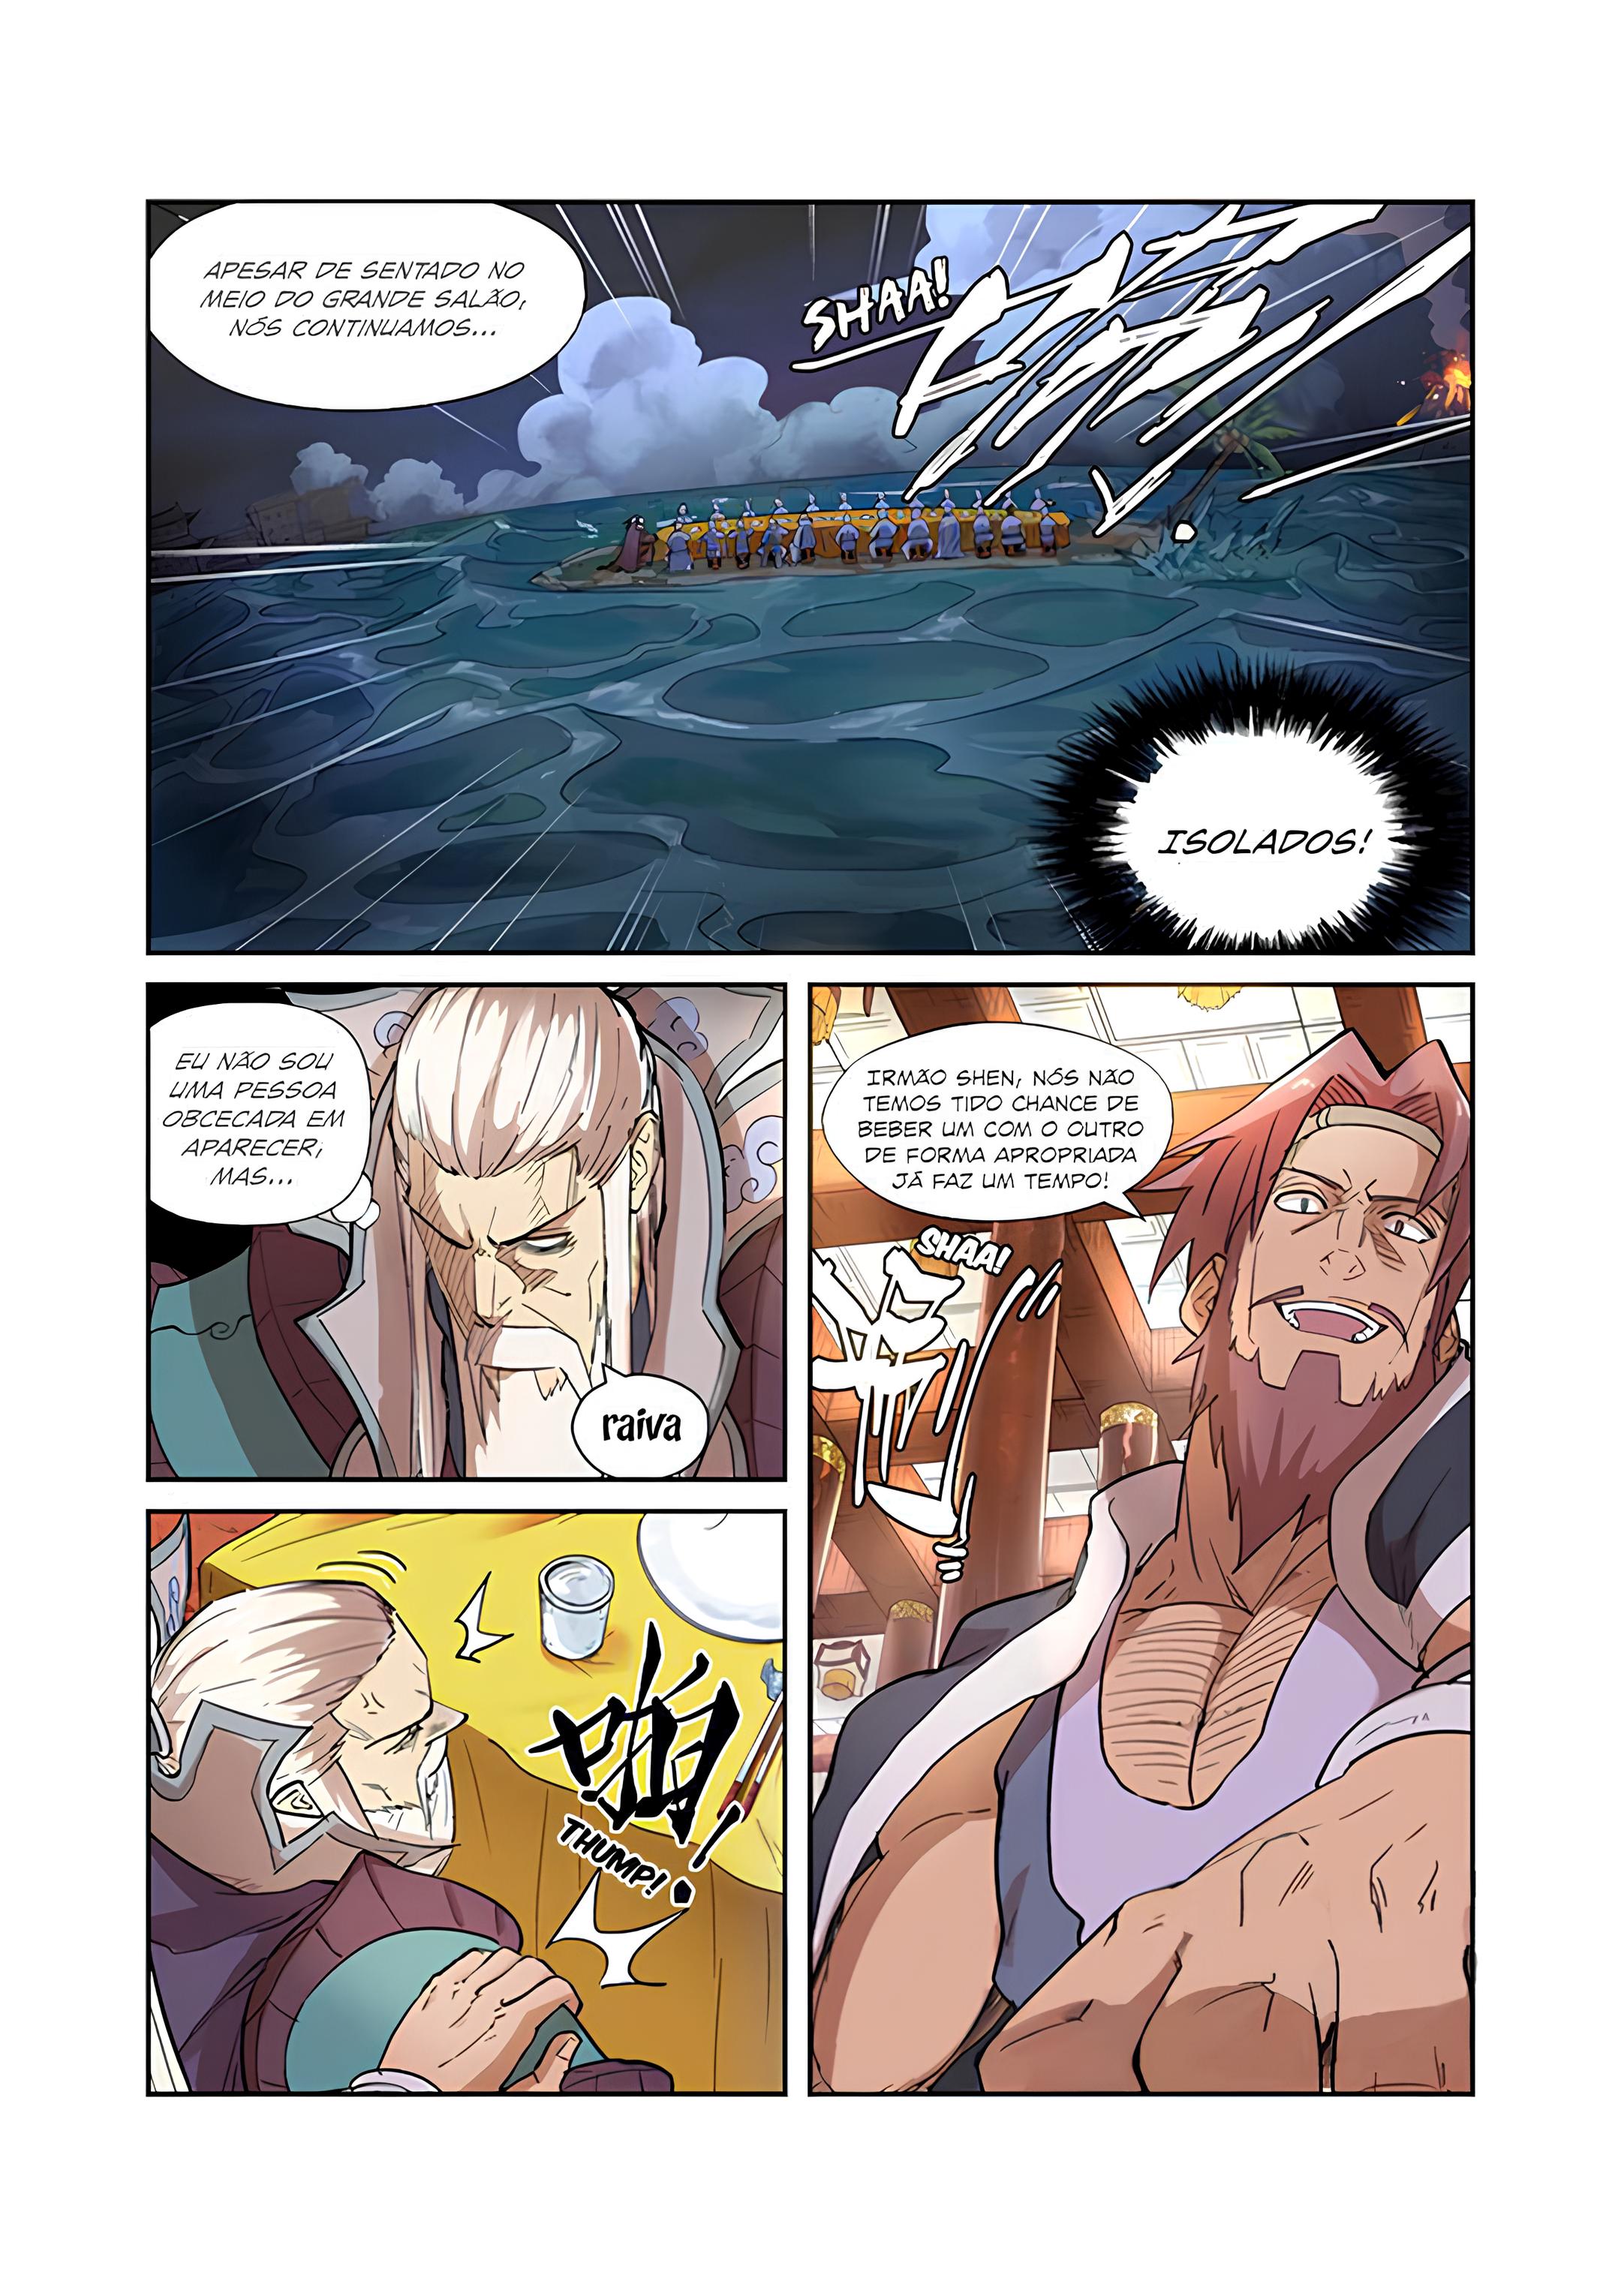 APESAR DE SENTADO NO
MEIO DO GRANDE SALÃO,
NÓS CONTINUAMOS...
SHAA!
ISOLADOS!
EU NÃO SOU
UMA PESSOA
OBCECADA EM
APARECER,
MAS...
raiva
IRMÃO SHEN, NÓS NÃO
TEMOS TIDO CHANCE DE
BEBER UM COM O OUTRO
DE FORMA APROPRIADA
JÁ FAZ UM TEMPO!
SHAA!
啪!
THUMP!